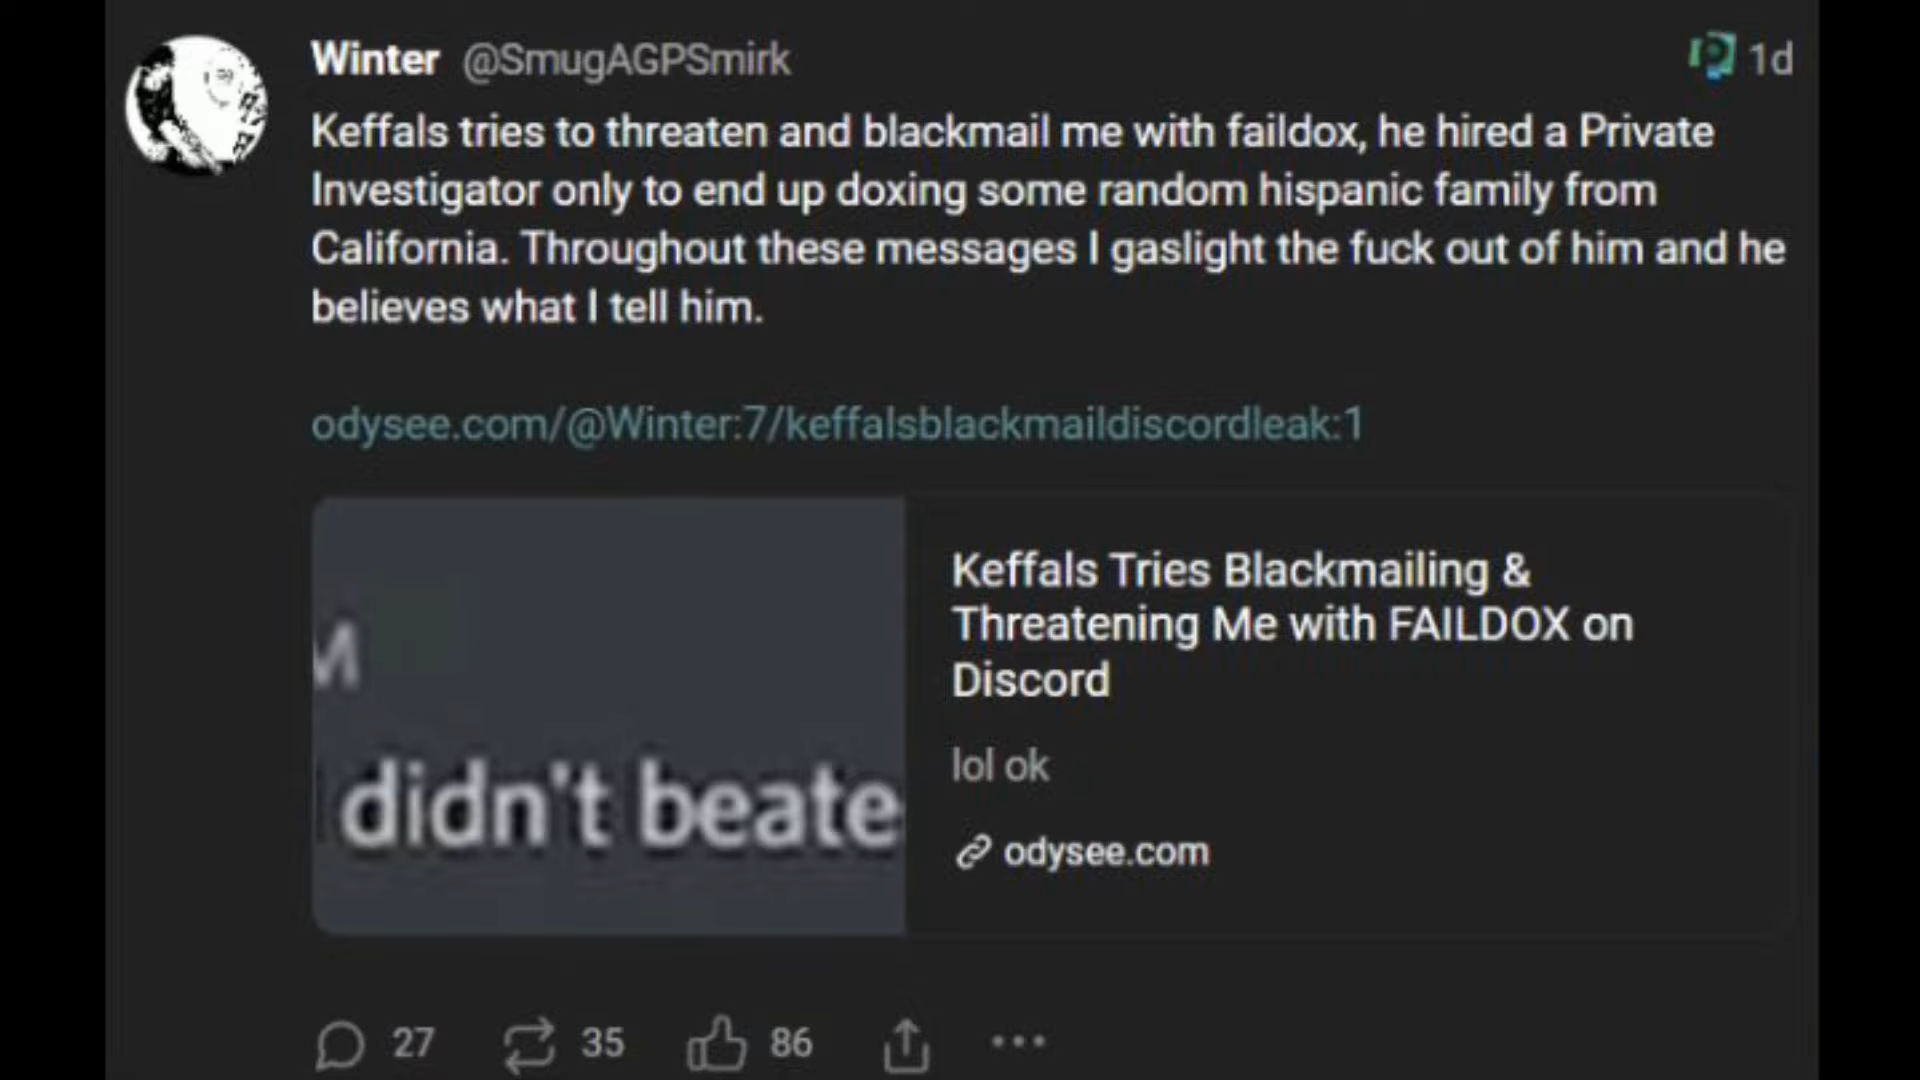 Winter @SmugAGPSmirk 1d
Keffals tries to threaten and blackmail me with faildox, he hired a Private
Investigator only to end up doxing some random hispanic family from
California. Throughout these messages I gaslight the fuck out of him and he
believes what I tell him.
odysee.com/@Winter:7/keffalsblackmaildiscordleak:1
M
didn't beate
Keffals Tries Blackmailing &
Threatening Me with FAILDOX on
Discord
lol ok
odysee.com
27 35 86